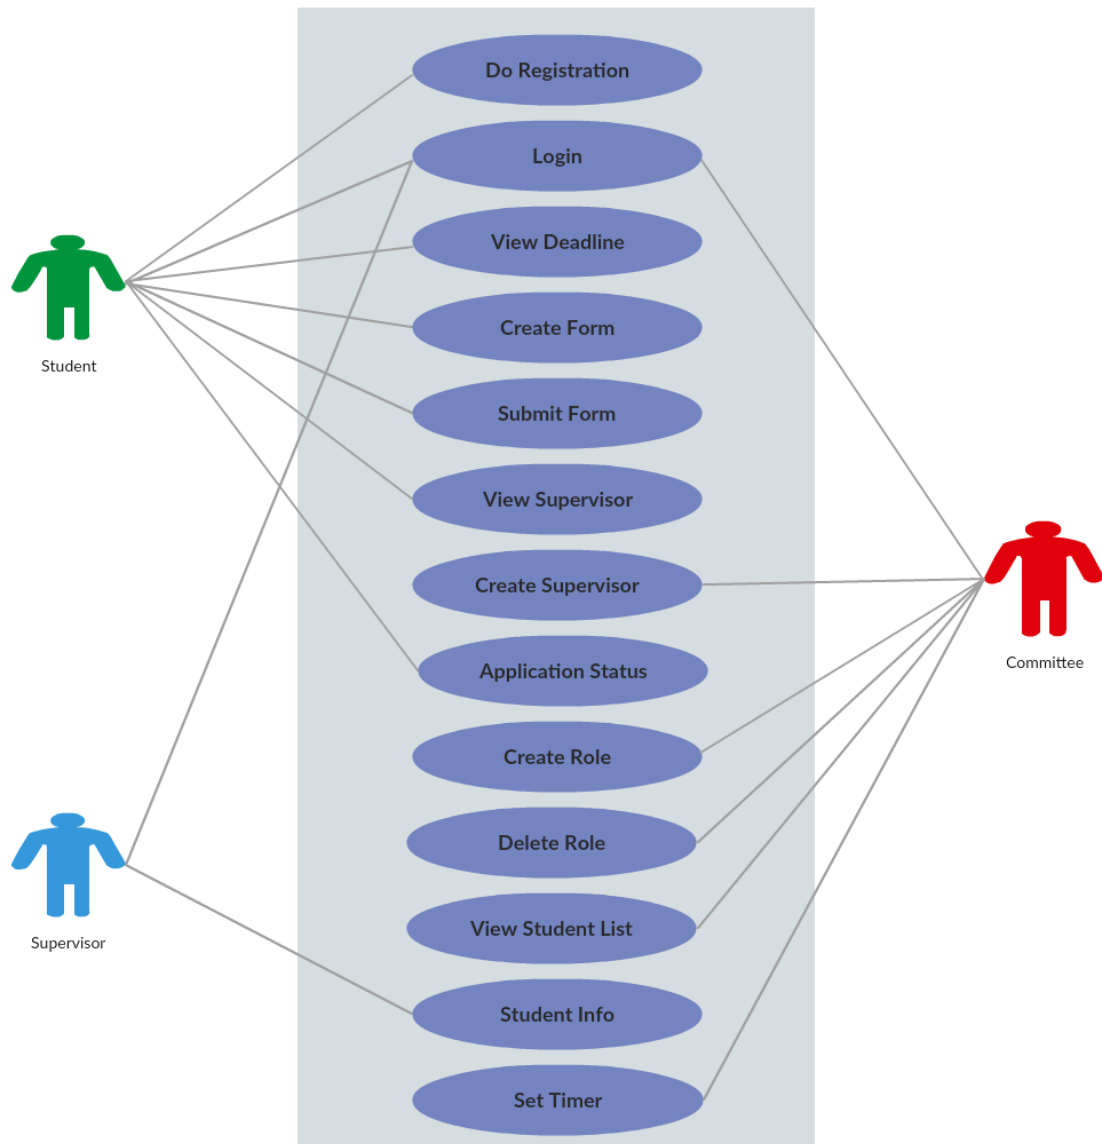 Do Registration
Login
View Deadline
Create Form
Student
Submit Form
View Supervisor
Create Supervisor
Committee
Application Status
Create Role
Delete Role
View Student List
Supervisor
Student Info
Set Timer